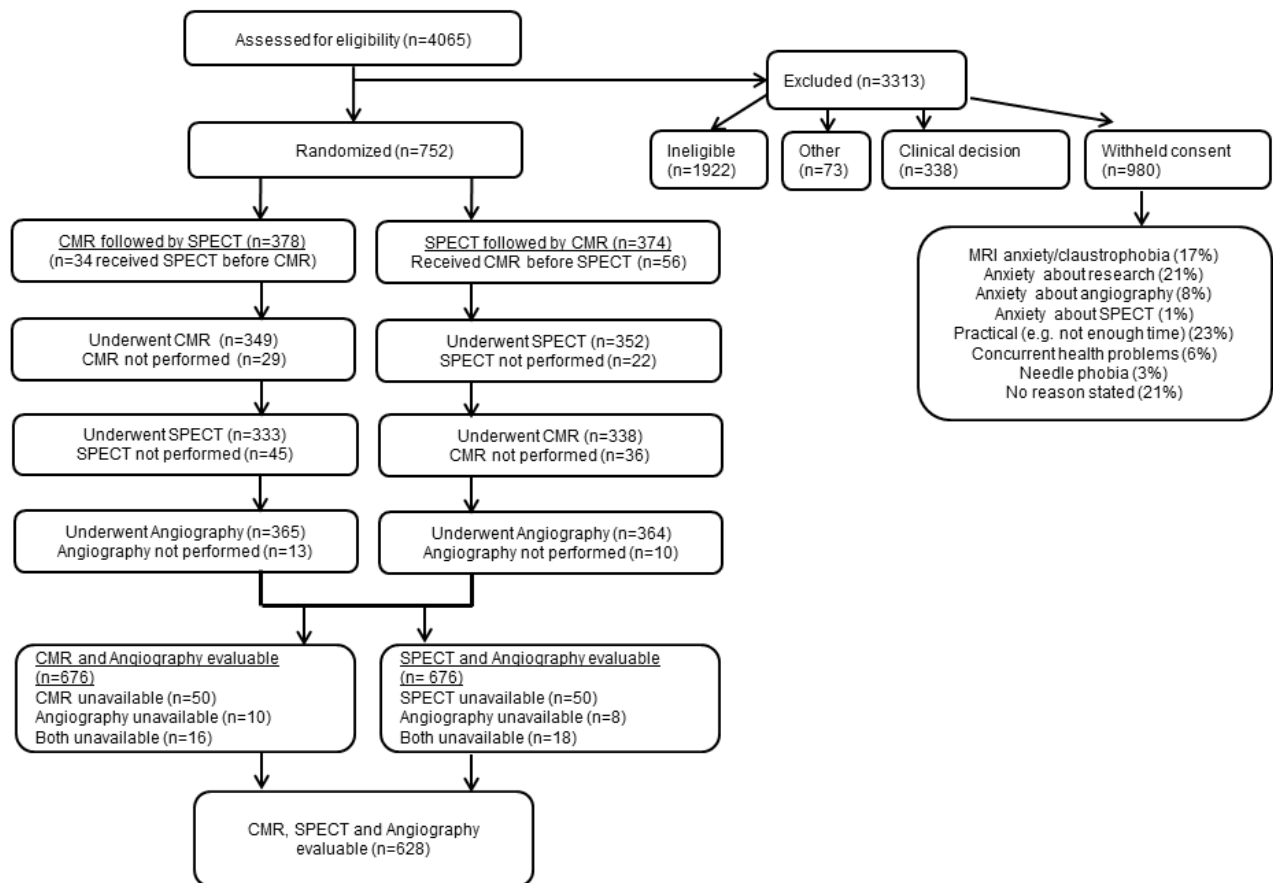 Assessed for eligibility (n=4065)
Excluded (n=3313)
Randomized (n=752)
Ineligible
(n=1922)
Other
(n=73)
Clinical decision
(n=338)
Withheld consent
(n=980)
MRI anxiety/claustrophobia (17%)
Anxiety about research (21%)
Anxiety about angiography (8%)
Anxiety about SPECT (1%)
Practical (e.g. not enough time) (23%)
Concurrent health problems (6%)
Needle phobia (3%)
No reason stated (21%)
CMR followed by SPECT (n=378)
(n=34 received SPECT before CMR)
SPECT followed by CMR (n=374)
Received CMR before SPECT (n=56)
Underwent CMR (n=349)
CMR not performed (n=29)
Underwent SPECT (n=352)
SPECT not performed (n=22)
Underwent SPECT (n=333)
SPECT not performed (n=45)
Underwent CMR (n=338)
CMR not performed (n=36)
Underwent Angiography (n=365)
Angiography not performed (n=13)
Underwent Angiography (n=364)
Angiography not performed (n=10)
CMR and Angiography evaluable
(n=676)
CMR unavailable (n=50)
Angiography unavailable (n=10)
Both unavailable (n=16)
SPECT and Angiography evaluable
(n= 676)
SPECT unavailable (n=50)
Angiography unavailable (n=8)
Both unavailable (n=18)
CMR, SPECT and Angiography
evaluable (n=628)